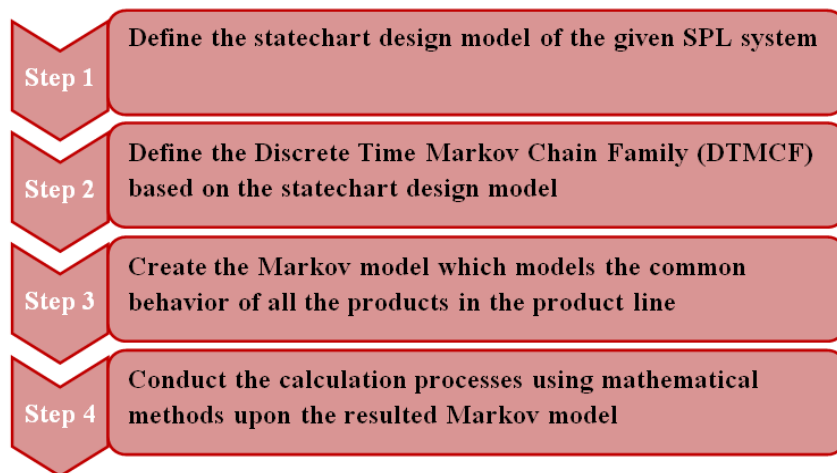 Step 1
Define the statechart design model of the given SPL system
Step 2
Define the Discrete Time Markov Chain Family (DTMCF)
based on the statechart design model
Step 3
Create the Markov model which models the common
behavior of all the products in the product line
Step 4
Conduct the calculation processes using mathematical
methods upon the resulted Markov model